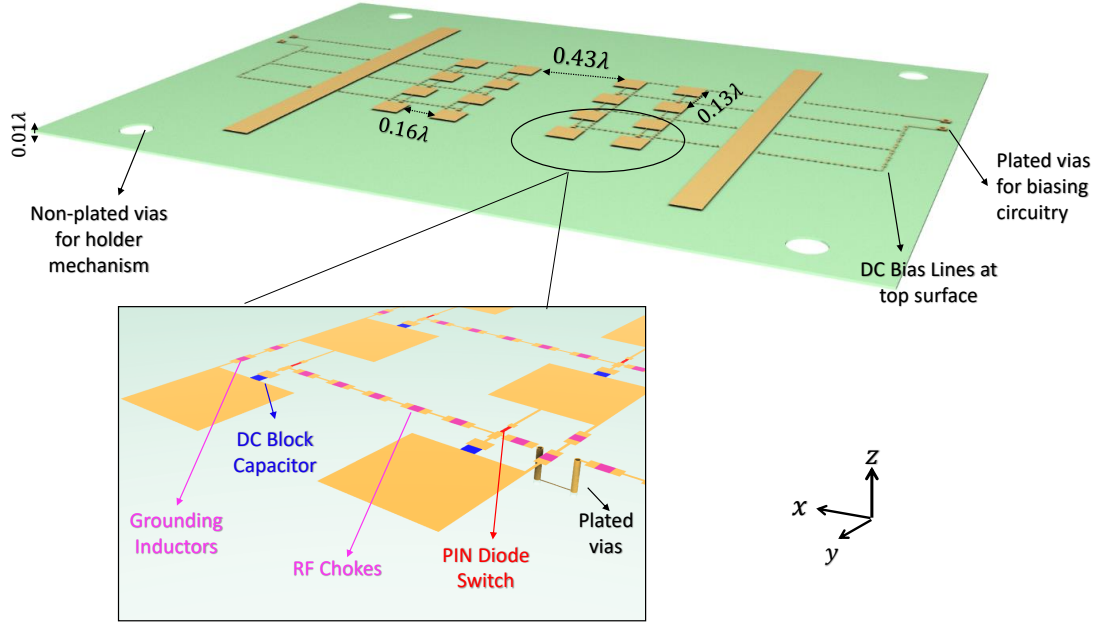 0.43λ
0.13λ
0.16λ
0.01λ
Non-plated vias
for holder
mechanism
Plated vias
for biasing
circuitry
DC Bias Lines at
top surface
DC Block
Capacitor
Grounding
Inductors
RF Chokes
PIN Diode
Switch
Plated
vias
z
x
y